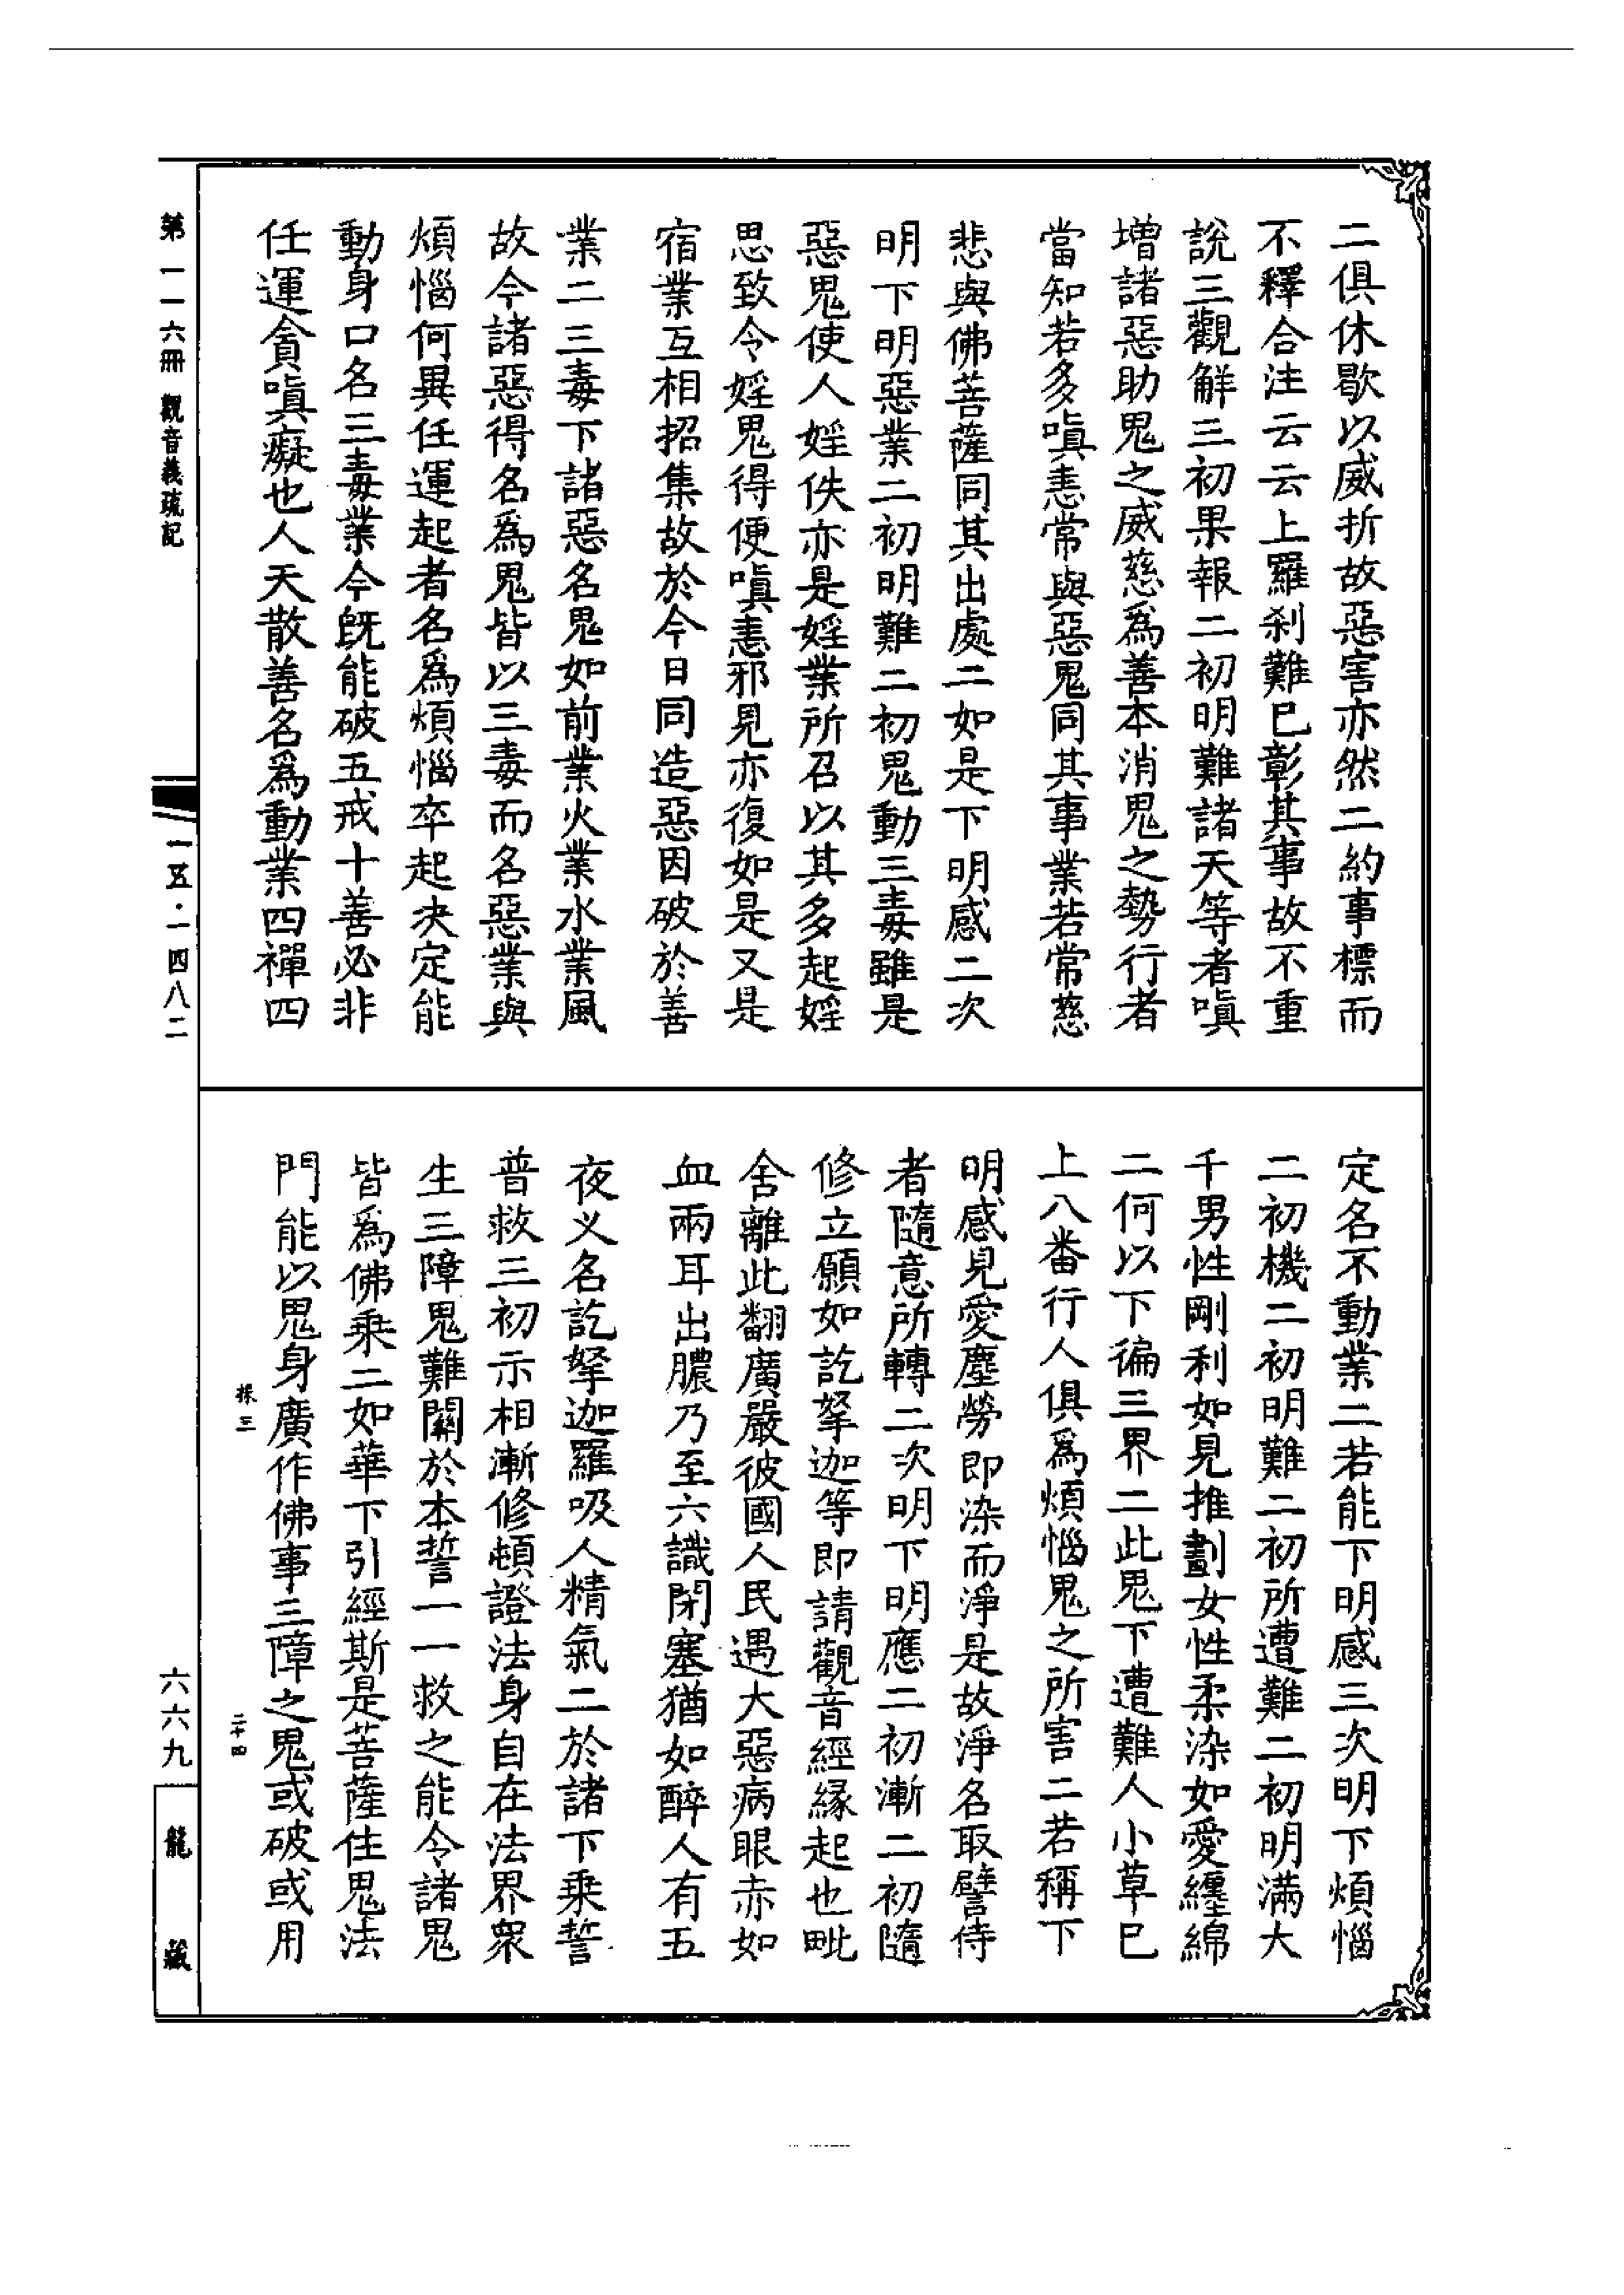 二俱休歇以威折故惡害亦然二約事標而
不釋合注云云上羅刹難已彰其事故不重
說三觀解三初果報二初明難諸天等者嗔
增諸惡助鬼之威慈為善本消鬼之勢行者
當知若多嗔恚常與惡鬼同其事業若常慈
悲與佛菩薩同其出處二如是下明感二次
明下明惡業二初明難二初鬼動三毒雖是
惡鬼使人婬佚亦是婬業所召以其多起婬
思致令婬鬼得便嗔恚邪見亦復如是又是
宿業互相招集故於今日同造惡因破於善
業二三毒下諸惡名鬼如前業火業水業風
故今諸惡得名為鬼皆以三毒而名惡業與
煩惱何異任運起者名為煩惱卒起決定能
動身口名三毒業今既能破五戒十善必非
任運貪嗔癡也人天散善名為動業四禪四
定名不動業二若能下明感三次明下煩惱
二初機二初明難二初所遭難二初明滿大
千男性剛利如見推劃女性柔染如愛纏綿
二何以下徧三界二此鬼下遭難人小草已
上八番行人俱為煩惱鬼之所害二若稱下
明感見愛塵勞即染而淨是故淨名取譬侍
者隨意所轉二次明下明應二初漸二初隨
修立願如訖拏迦等即請觀音經緣起也毗
舍離此翻廣嚴彼國人民遇大惡病眼赤如
血兩耳出膿乃至六識閉塞猶如醉人有五
夜叉名訖拏迦羅吸人精氣二於諸下乘誓
普救三初示相漸修頓證法身自在法界眾
生三障鬼難關於本誓一一救之能令諸鬼
皆為佛乘二如華下引經斯是菩薩住鬼法
門能以鬼身廣作佛事三障之鬼或破或用
二十四
第一一六冊 觀音義疏記
一五·一四八二
六六九
龍藏